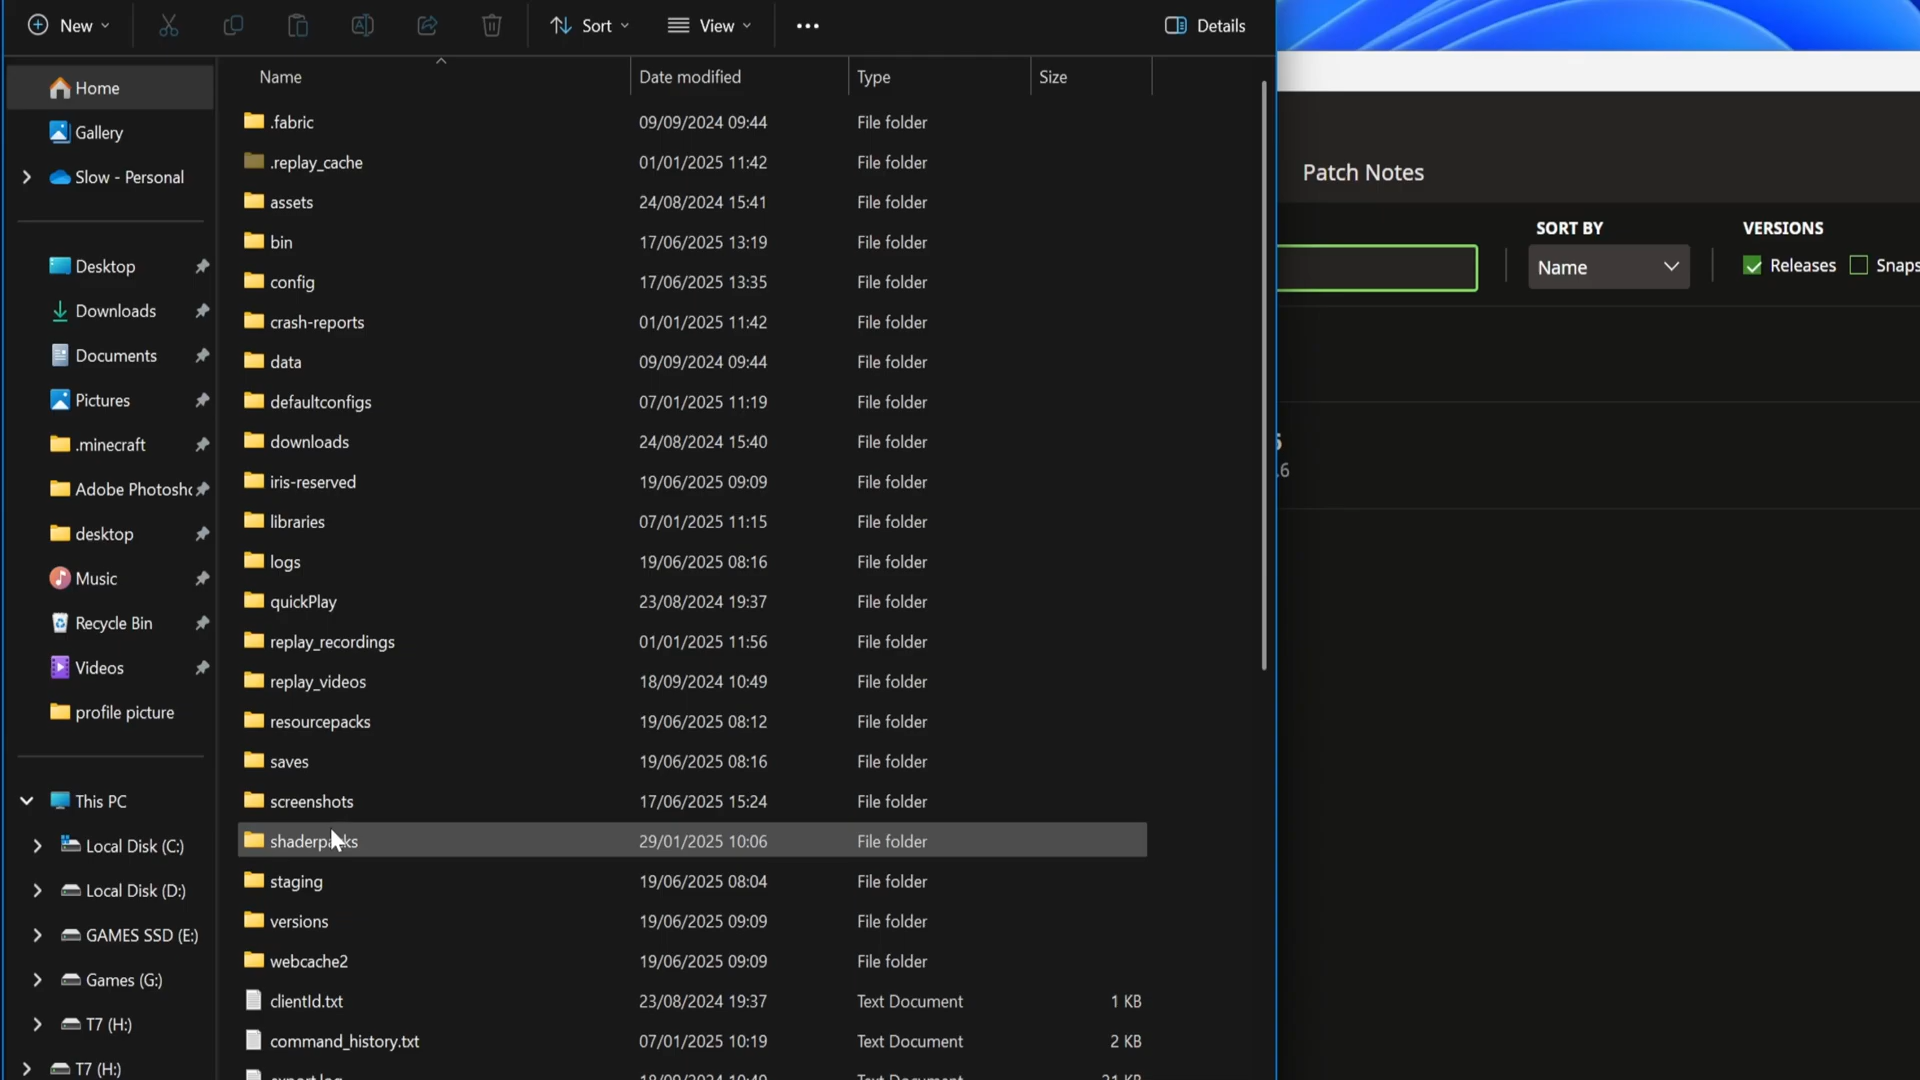 New Sort View Details
Home
Gallery
Slow - Personal
Desktop
Downloads
Documents
Pictures
.minecraft
Adobe Photosho
desktop
Music
Recycle Bin
Videos
profile picture
This PC
Local Disk (C:)
Local Disk (D:)
GAMES SSD (E:)
Games (G:)
T7 (H:)
T7 (H:)
Name Date modified Type Size
.fabric 09/09/2024 09:44 File folder
.replay_cache 01/01/2025 11:42 File folder
assets 24/08/2024 15:41 File folder
bin 17/06/2025 13:19 File folder
config 17/06/2025 13:35 File folder
crash-reports 01/01/2025 11:42 File folder
data 09/09/2024 09:44 File folder
defaultconfigs 07/01/2025 11:19 File folder
downloads 24/08/2024 15:40 File folder
iris-reserved 19/06/2025 09:09 File folder
libraries 07/01/2025 11:15 File folder
logs 19/06/2025 08:16 File folder
quickPlay 23/08/2024 19:37 File folder
replay_recordings 01/01/2025 11:56 File folder
replay_videos 18/09/2024 10:49 File folder
resourcepacks 19/06/2025 08:12 File folder
saves 19/06/2025 08:16 File folder
screenshots 17/06/2025 15:24 File folder
shaderpacks 29/01/2025 10:06 File folder
staging 19/06/2025 08:04 File folder
versions 19/06/2025 09:09 File folder
webcache2 19/06/2025 09:09 File folder
clientId.txt 23/08/2024 19:37 Text Document 1 KB
command_history.txt 07/01/2025 10:19 Text Document 2 KB
Patch Notes
SORT BY VERSIONS
Name Releases Snaps
.6